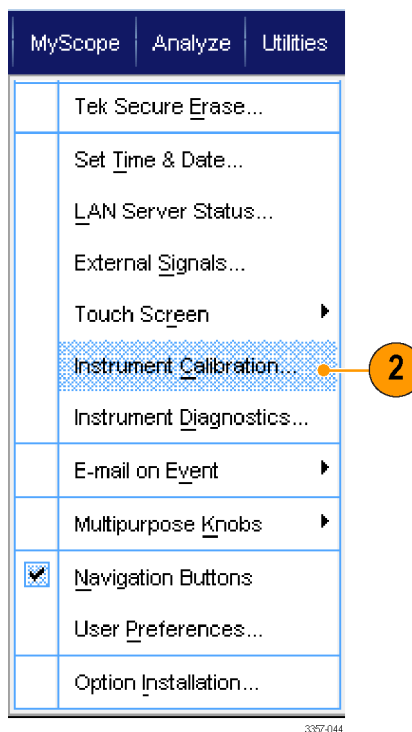 MyScope Analyze Utilities
Tek Secure Erase...
Set Time & Date...
LAN Server Status...
External Signals...
Touch Screen
Instrument Calibration...
2
Instrument Diagnostics...
E-mail on Event
Multipurpose Knobs
Navigation Buttons
User Preferences...
Option Installation...
3357-044